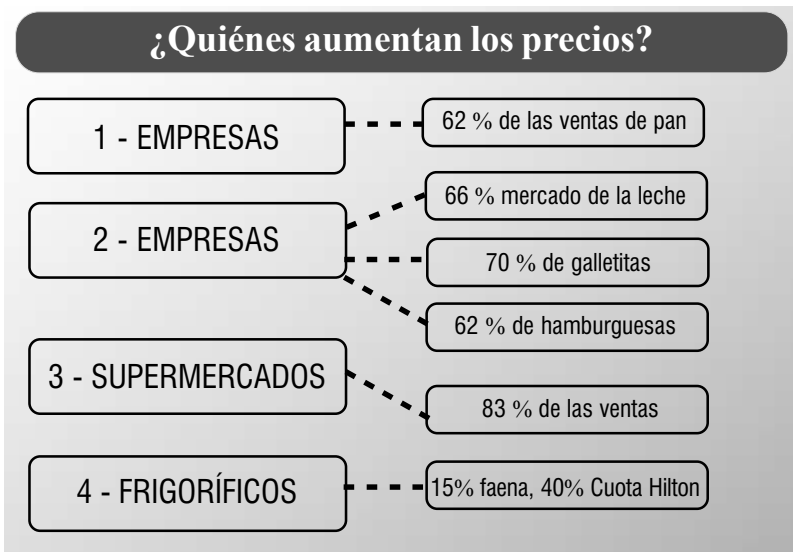 ¿Quiénes aumentan los precios?
1 - EMPRESAS
62 % de las ventas de pan
2 - EMPRESAS
66 % mercado de la leche
70 % de galletitas
62 % de hamburguesas
3 - SUPERMERCADOS
83 % de las ventas
4 - FRIGORÍFICOS
15% faena, 40% Cuota Hilton